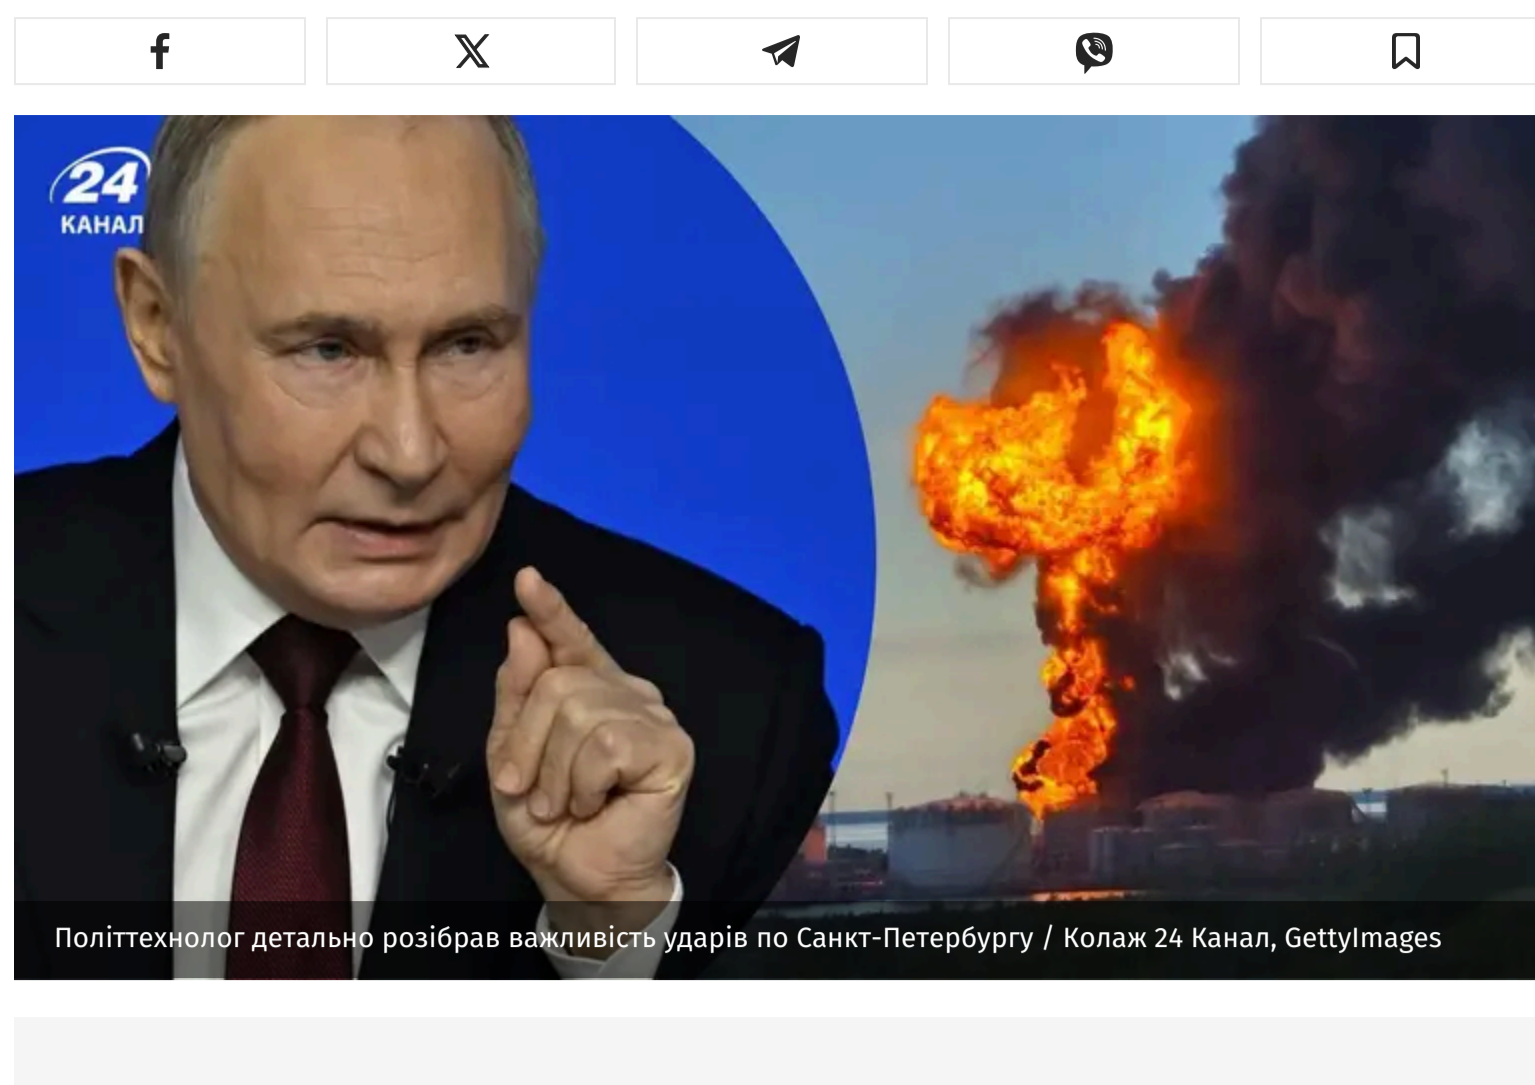 24
КАНАЛ
Політтехнолог детально розібрав важливість ударів по Санкт-Петербургу / Колаж 24 Канал, GettyImages